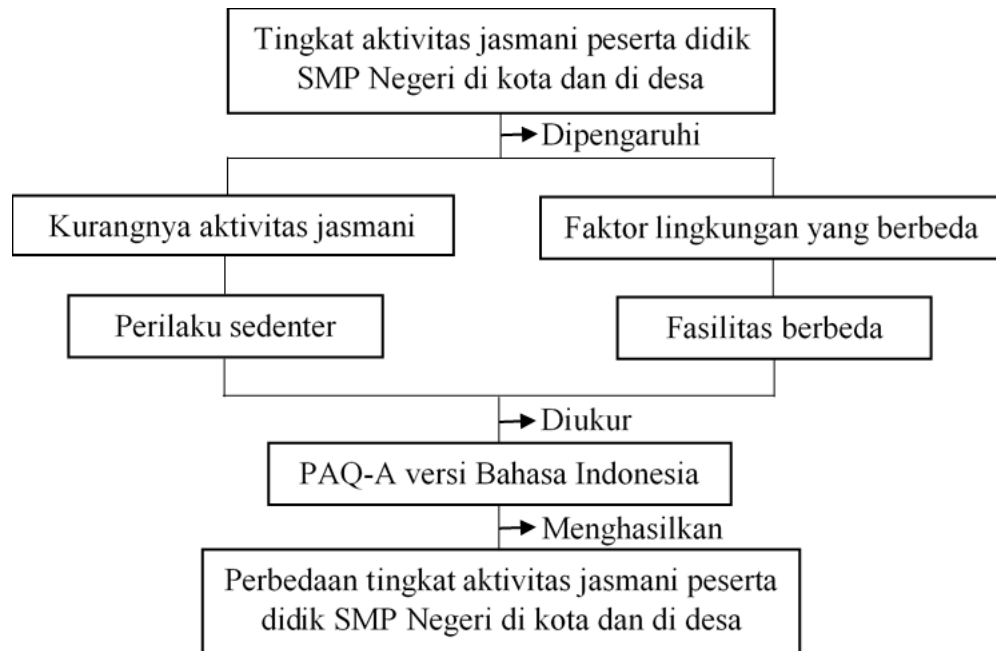 Tingkat aktivitas jasmani peserta didik
SMP Negeri di kota dan di desa
Dipengaruhi
Kurangnya aktivitas jasmani
Faktor lingkungan yang berbeda
Perilaku sedenter
Fasilitas berbeda
Diukur
PAQ-A versi Bahasa Indonesia
Menghasilkan
Perbedaan tingkat aktivitas jasmani peserta
didik SMP Negeri di kota dan di desa